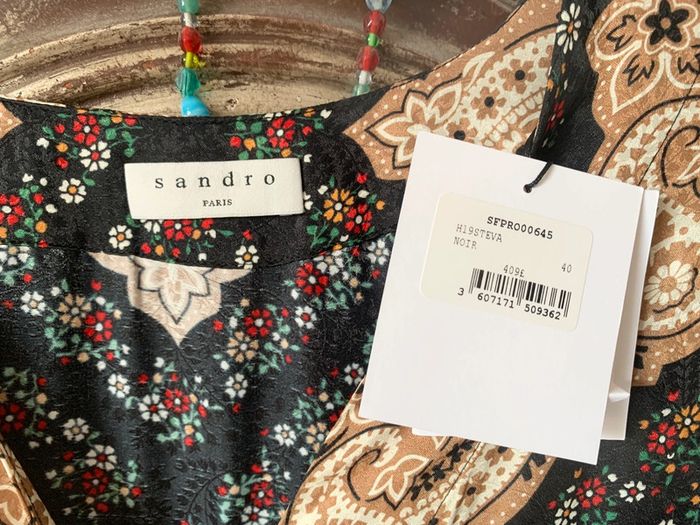 sandro
PARIS
SFPRO00645
H19STEVA
NOIR
409£ 40
3 607171 509362